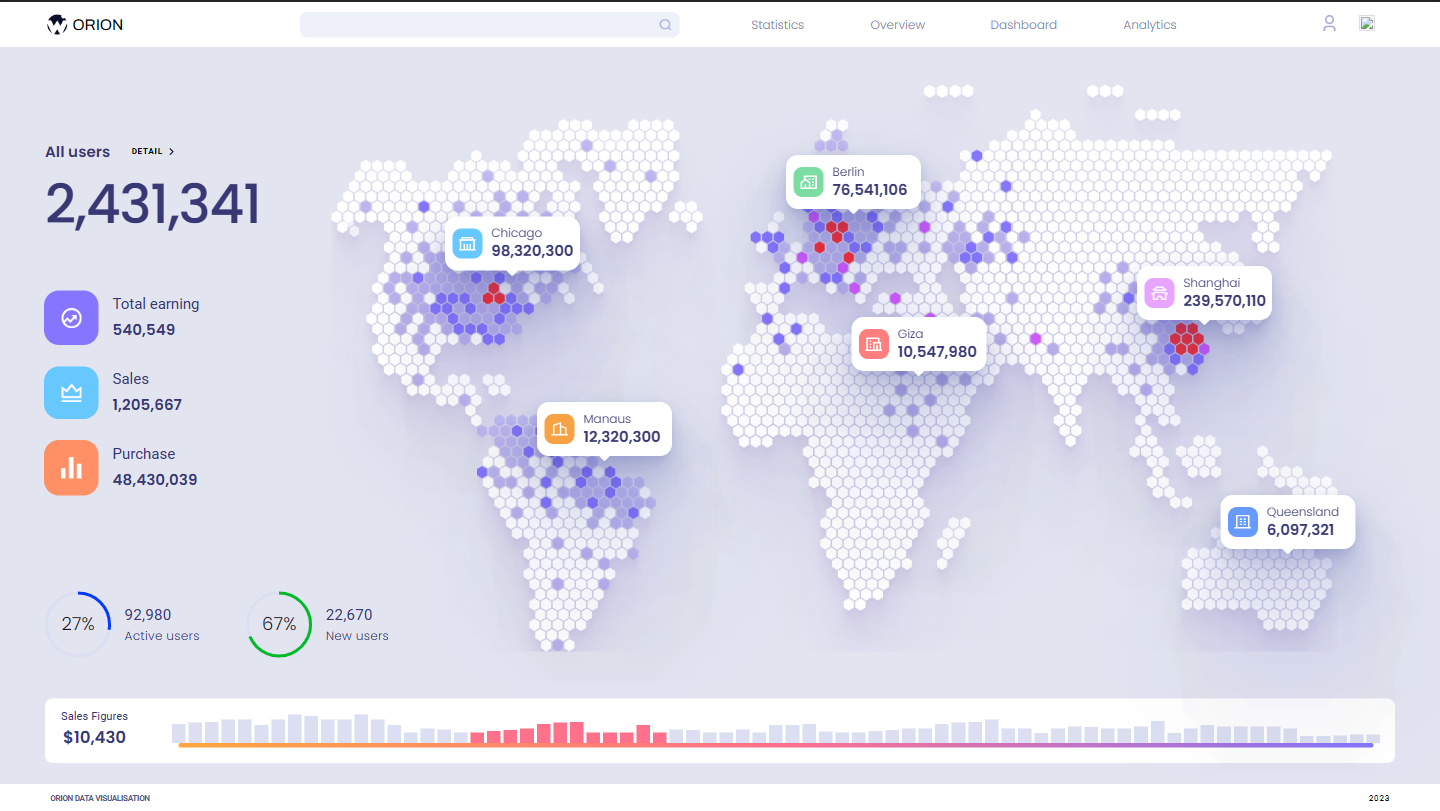 ORION
Statistics
Overview
Dashboard
Analytics
All users
DETAIL
2,431,341
Total earning
540,549
Sales
1,205,667
Purchase
48,430,039
Chicago
98,320,300
Berlin
76,541,106
Shanghai
239,570,110
Giza
10,547,980
Manaus
12,320,300
Queensland
6,097,321
27%
92,980
Active users
67%
22,670
New users
Sales Figures
$10,430
ORION DATA VISUALISATION
2023